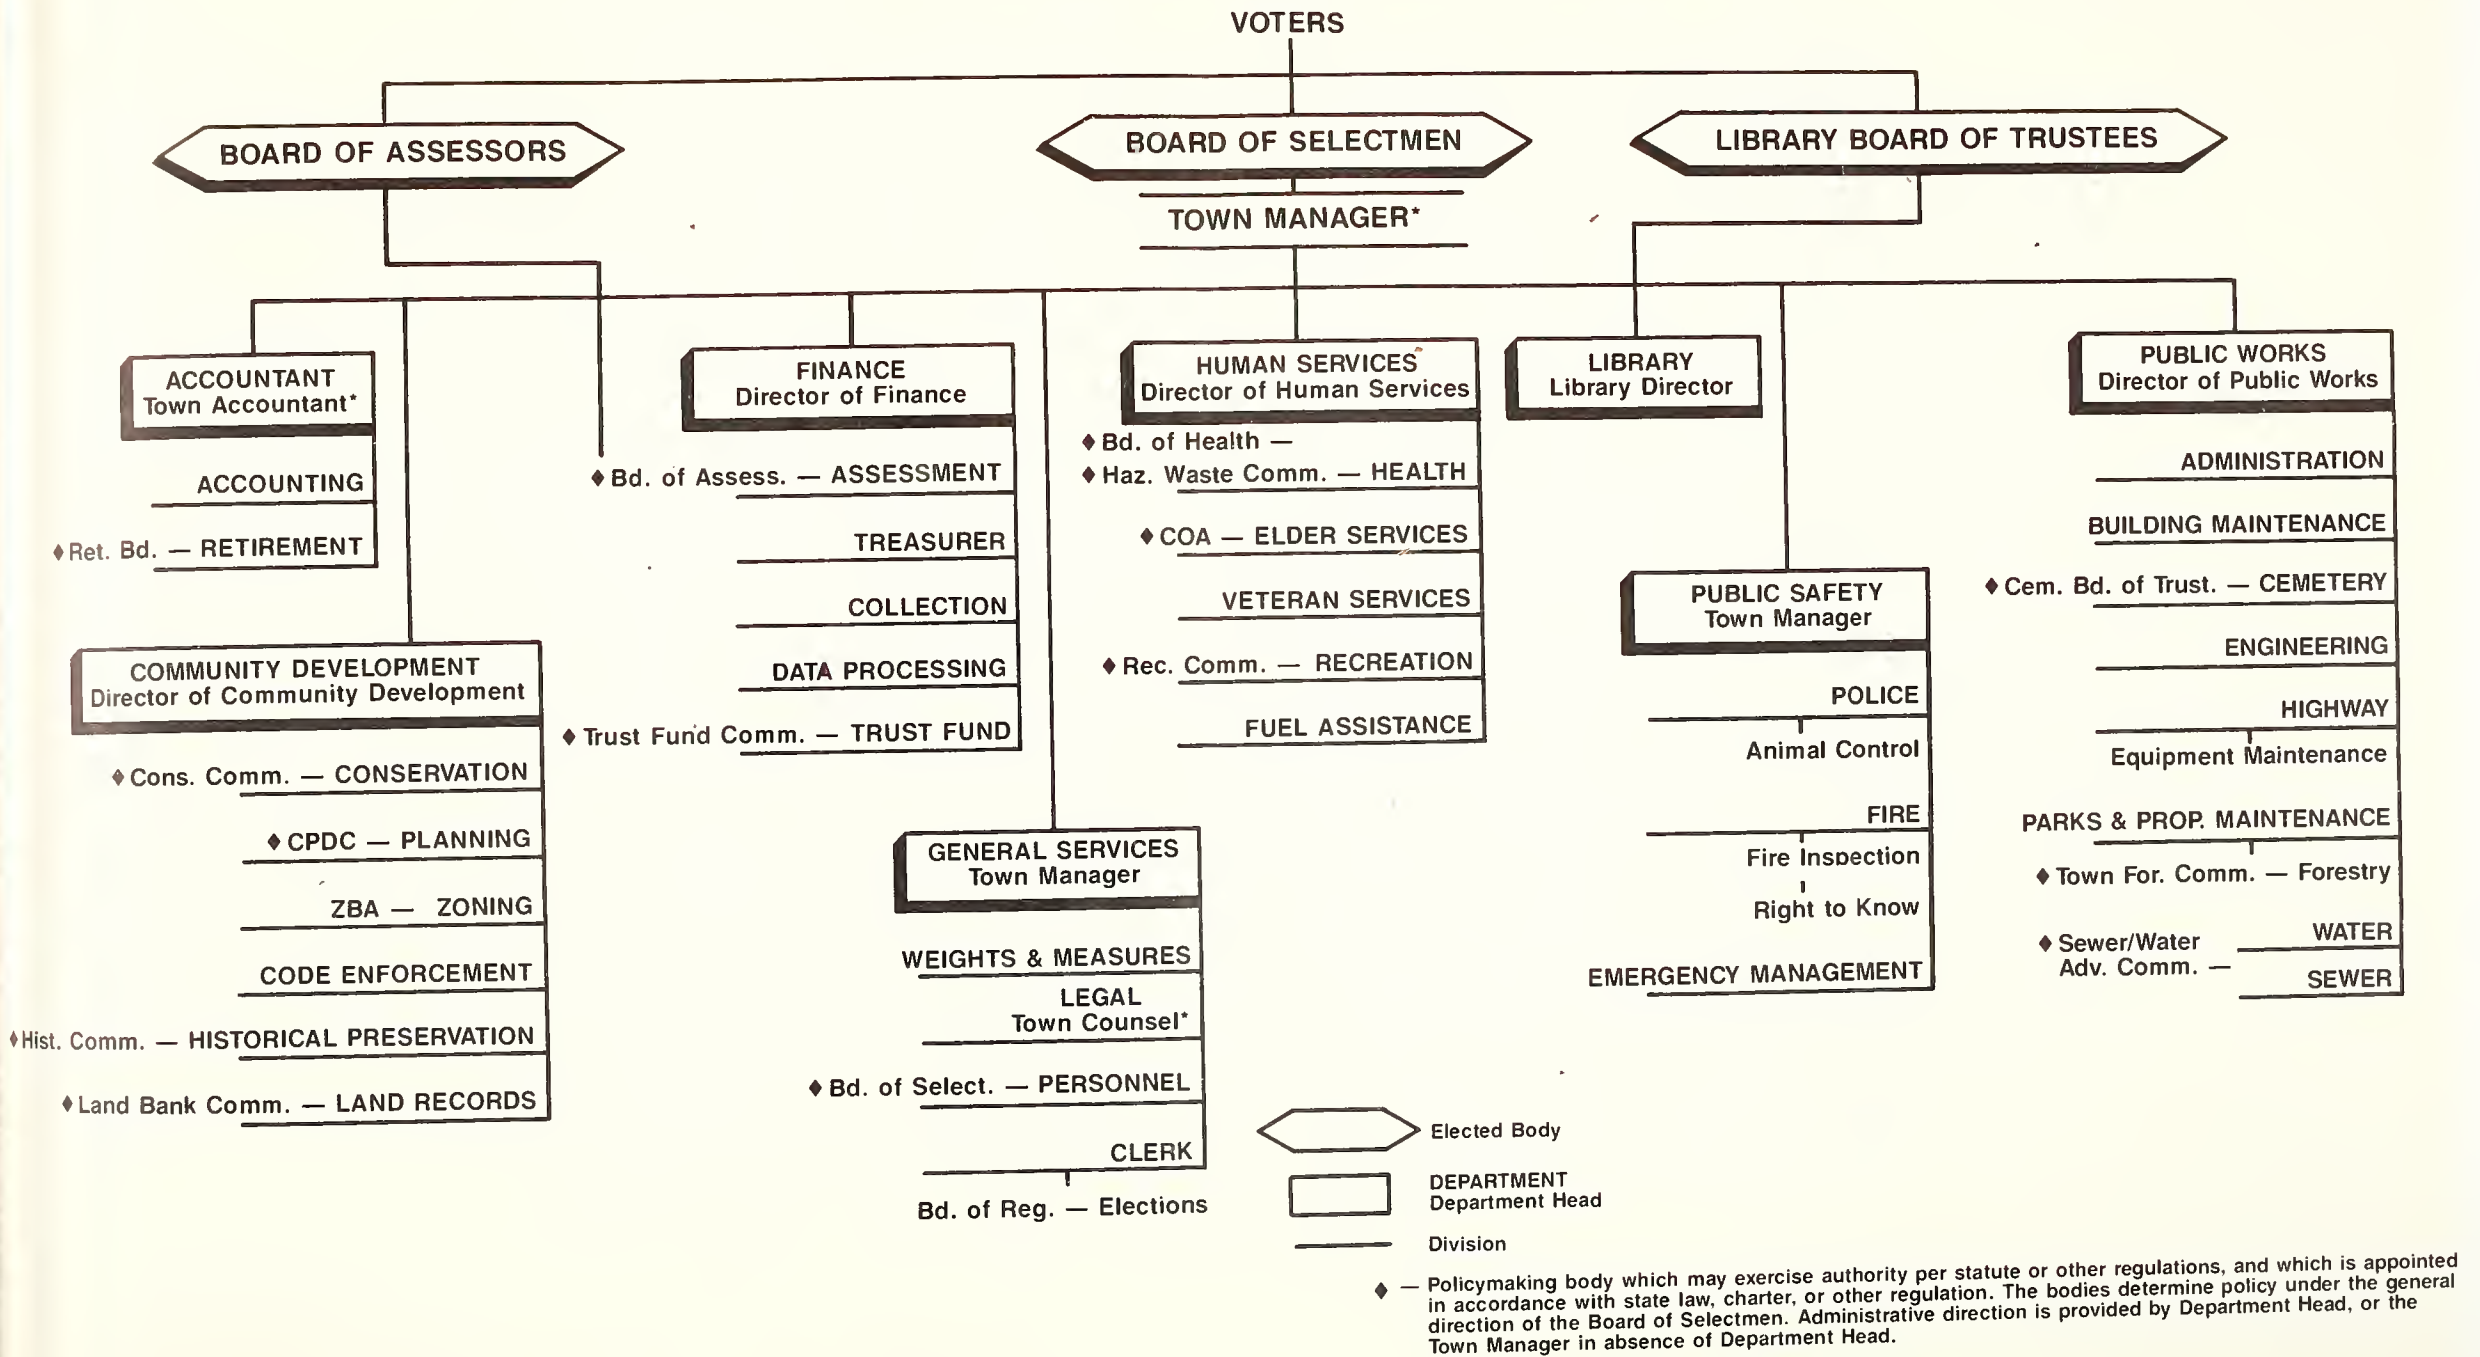 VOTERS
BOARD OF ASSESSORS
BOARD OF SELECTMEN
LIBRARY BOARD OF TRUSTEES
TOWN MANAGER*
ACCOUNTANT
Town Accountant*
ACCOUNTING
♦ Ret. Bd. — RETIREMENT
COMMUNITY DEVELOPMENT
Director of Community Development
♦ Cons. Comm. — CONSERVATION
♦ CPDC — PLANNING
ZBA — ZONING
CODE ENFORCEMENT
♦ Hist. Comm. — HISTORICAL PRESERVATION
♦ Land Bank Comm. — LAND RECORDS
FINANCE
Director of Finance
♦ Bd. of Assess. — ASSESSMENT
TREASURER
COLLECTION
DATA PROCESSING
♦ Trust Fund Comm. — TRUST FUND
GENERAL SERVICES
Town Manager
WEIGHTS & MEASURES
LEGAL
Town Counsel*
♦ Bd. of Select. — PERSONNEL
CLERK
Bd. of Reg. — Elections
HUMAN SERVICES
Director of Human Services
♦ Bd. of Health —
♦ Haz. Waste Comm. — HEALTH
♦ COA — ELDER SERVICES
VETERAN SERVICES
♦ Rec. Comm. — RECREATION
FUEL ASSISTANCE
LIBRARY
Library Director
PUBLIC SAFETY
Town Manager
POLICE
Animal Control
FIRE
Fire Inspection
Right to Know
EMERGENCY MANAGEMENT
PUBLIC WORKS
Director of Public Works
ADMINISTRATION
BUILDING MAINTENANCE
♦ Cem. Bd. of Trust. — CEMETERY
ENGINEERING
HIGHWAY
Equipment Maintenance
PARKS & PROP. MAINTENANCE
♦ Town For. Comm. — Forestry
♦ Sewer/Water
Adv. Comm. —
WATER
SEWER
Elected Body
DEPARTMENT
Department Head
Division
♦ — Policymaking body which may exercise authority per statute or other regulations, and which is appointed
in accordance with state law, charter, or other regulation. The bodies determine policy under the general
direction of the Board of Selectmen. Administrative direction is provided by Department Head, or the
Town Manager in absence of Department Head.